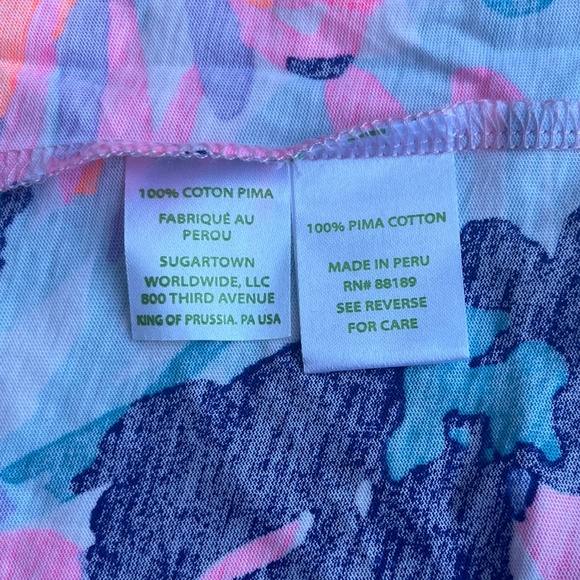 100% COTON PIMA
FABRIQUÉ AU
PEROU
SUGARTOWN
WORLDWIDE, LLC
800 THIRD AVENUE
KING OF PRUSSIA. PA USA
100% PIMA COTTON
MADE IN PERU
RN# 88189
SEE REVERSE
FOR CARE